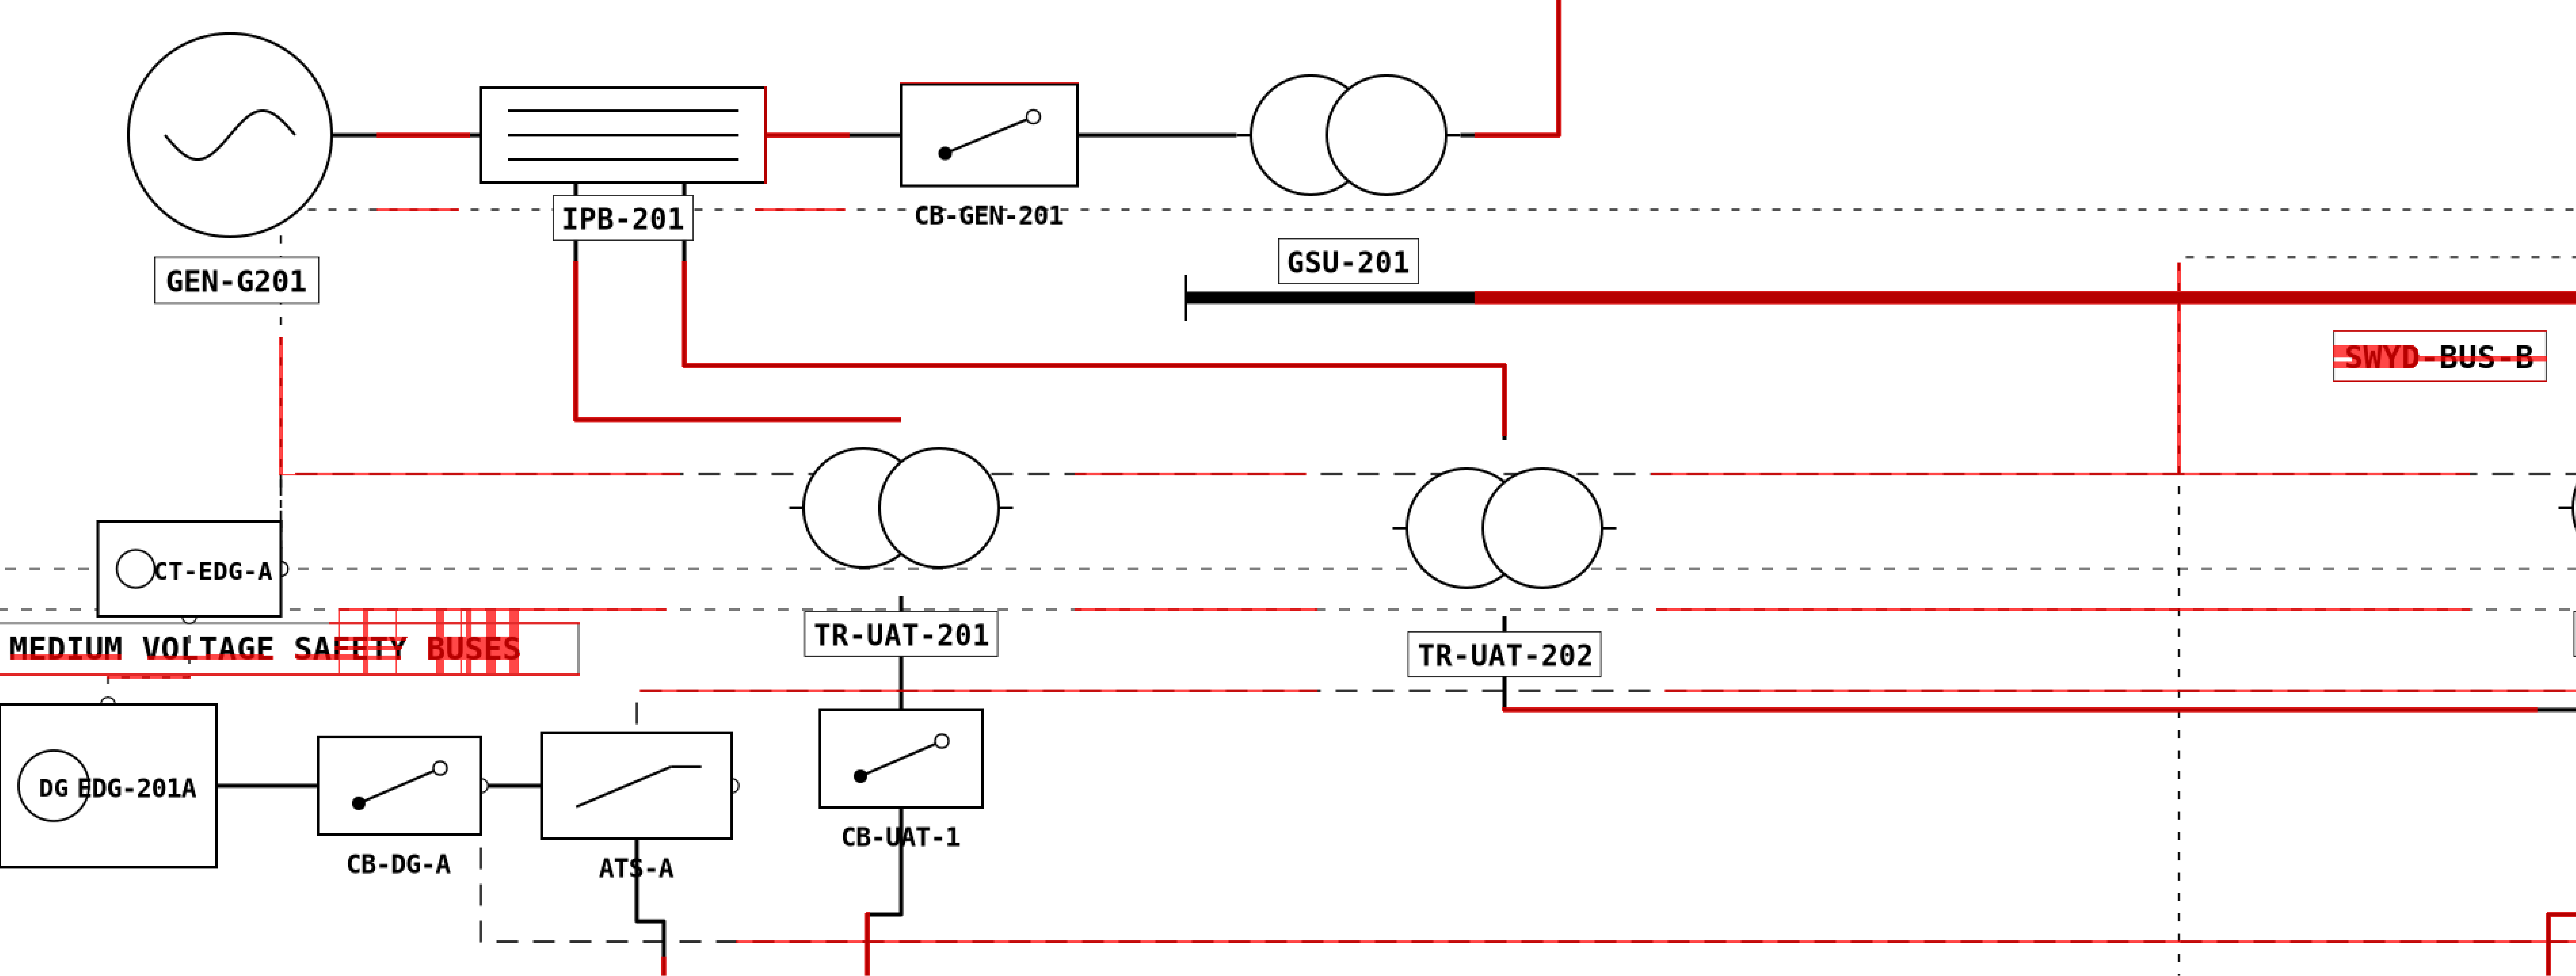 IPB-201
CB-GEN-201
GSU-201
GEN-G201
SWYD-BUS-B
CT-EDG-A
MEDIUM VOLTAGE SAFETY BUSES
TR-UAT-201
TR-UAT-202
DG EDG-201A
CB-DG-A
ATS-A
CB-UAT-1